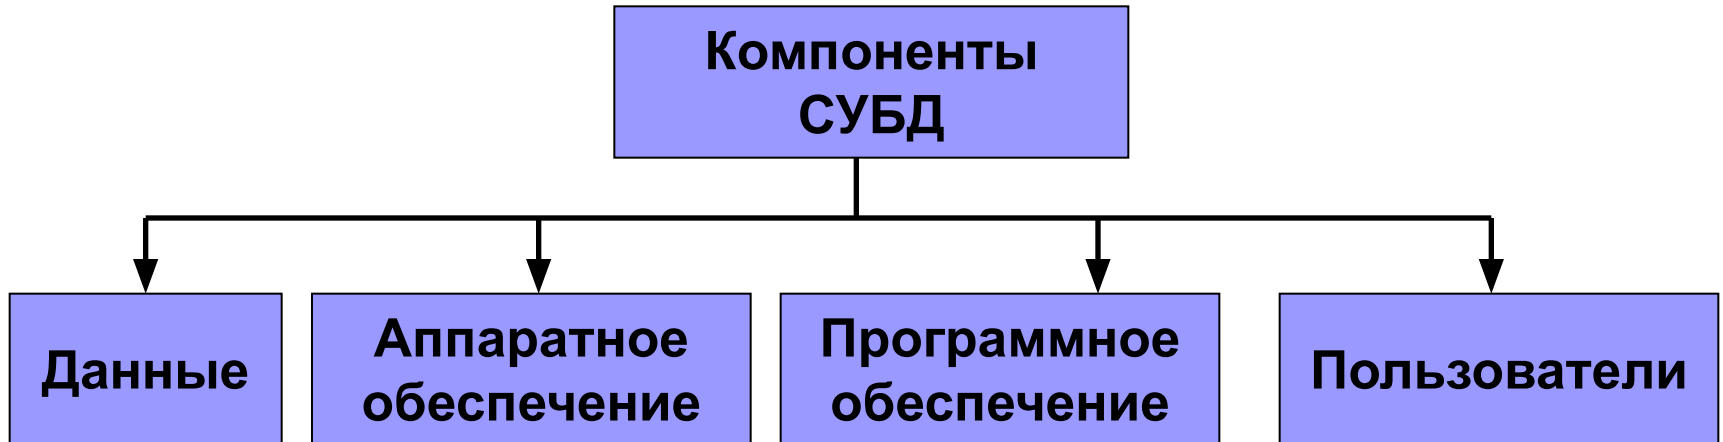 Компоненты
СУБД
Данные
Аппаратное
обеспечение
Программное
обеспечение
Пользователи